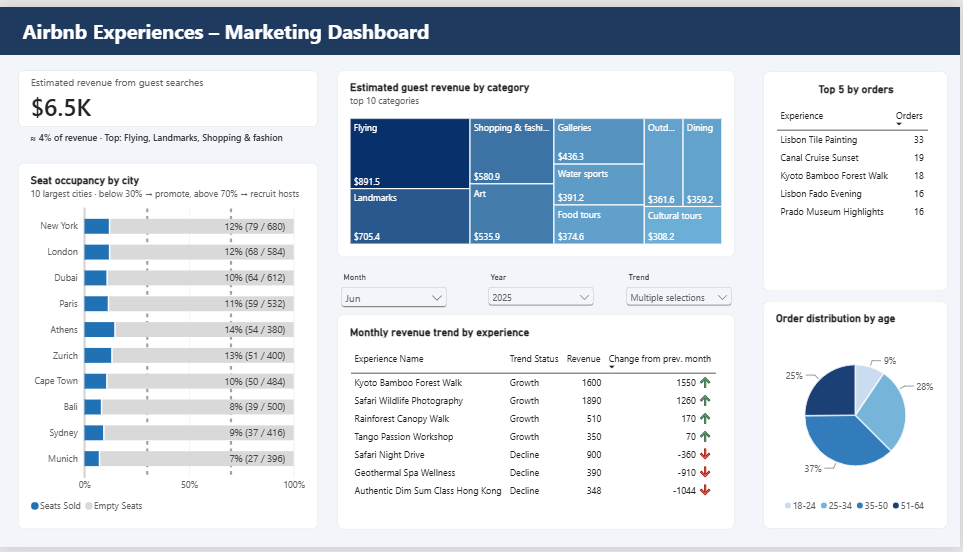 Airbnb Experiences – Marketing Dashboard
Estimated revenue from guest searches
$6.5K
≈ 4% of revenue · Top: Flying, Landmarks, Shopping & fashion
Seat occupancy by city
10 largest cities · below 30% → promote, above 70% → recruit hosts
New York 12% (79 / 680)
London 12% (68 / 584)
Dubai 10% (64 / 612)
Paris 11% (59 / 532)
Athens 14% (54 / 380)
Zurich 13% (51 / 400)
Cape Town 10% (50 / 484)
Bali 8% (39 / 500)
Sydney 9% (37 / 416)
Munich 7% (27 / 396)
0% 50% 100%
Seats Sold Empty Seats
Estimated guest revenue by category
top 10 categories
Flying
$891.5
Landmarks
$705.4
Shopping & fashi...
$580.9
Art
$535.9
Galleries
$436.3
Water sports
$391.2
Food tours
$374.6
Outd...
$361.6
Dining
$359.2
Cultural tours
$308.2
Month Year Trend
Jun 2025 Multiple selections
Monthly revenue trend by experience
Experience Name Trend Status Revenue Change from prev. month
Kyoto Bamboo Forest Walk Growth 1600 1550
Safari Wildlife Photography Growth 1890 1260
Rainforest Canopy Walk Growth 510 170
Tango Passion Workshop Growth 350 70
Safari Night Drive Decline 900 -360
Geothermal Spa Wellness Decline 390 -910
Authentic Dim Sum Class Hong Kong Decline 348 -1044
Top 5 by orders
Experience Orders
Lisbon Tile Painting 33
Canal Cruise Sunset 19
Kyoto Bamboo Forest Walk 18
Lisbon Fado Evening 16
Prado Museum Highlights 16
Order distribution by age
9%
28%
37%
25%
18-24 25-34 35-50 51-64